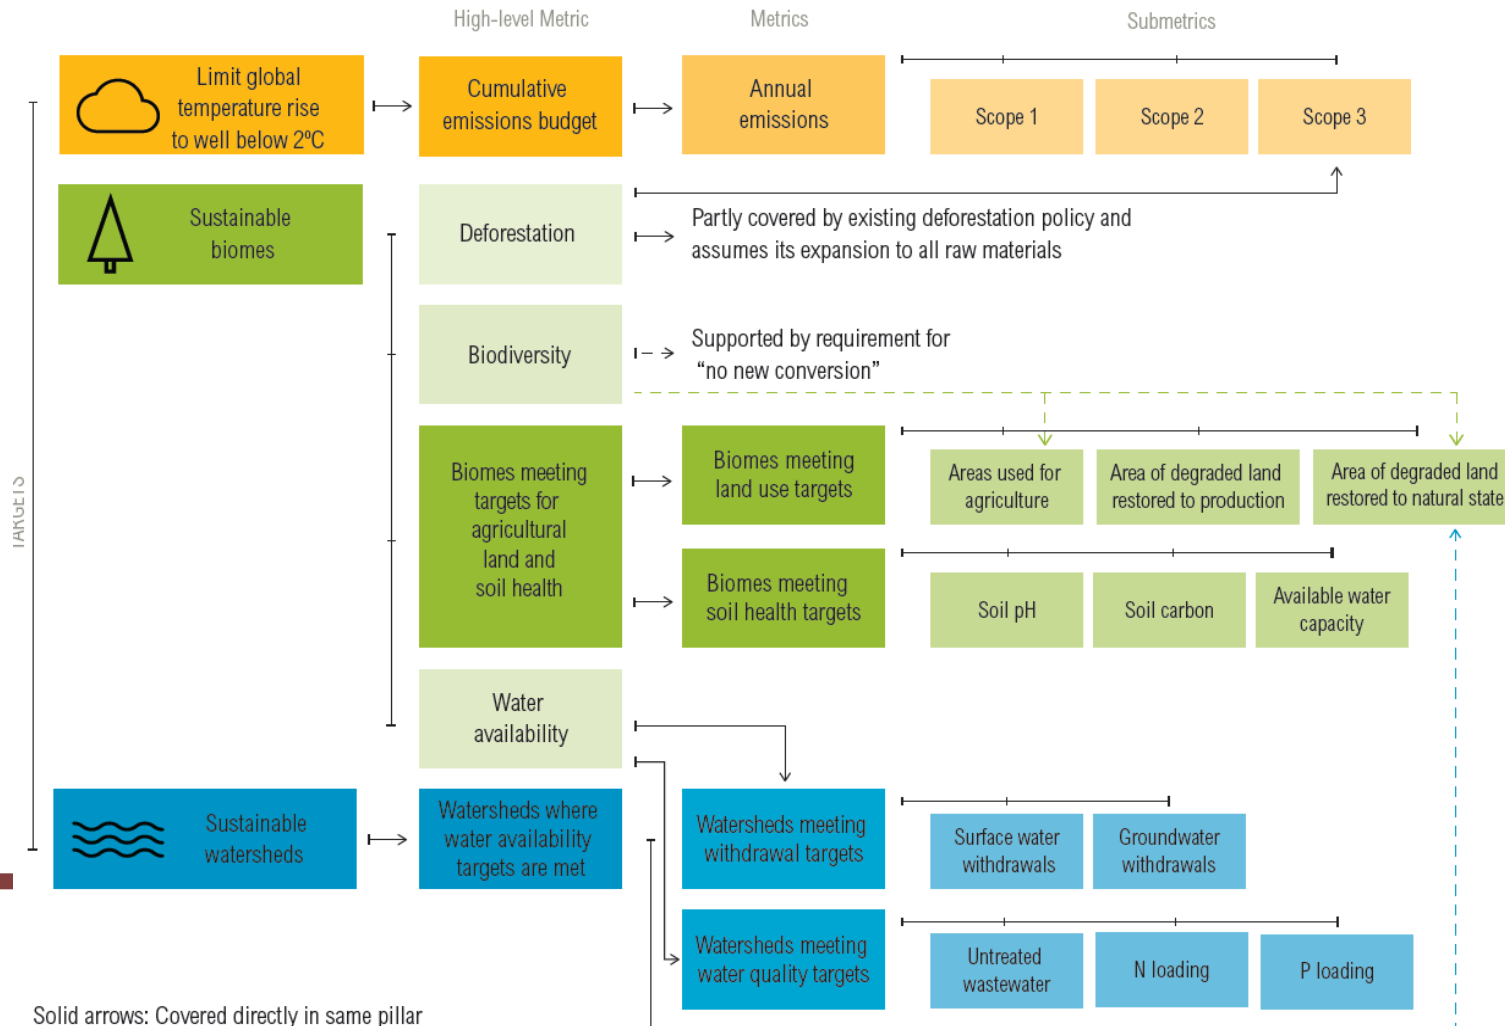 High-level Metric
Metrics
Submetrics
TARGETS
Limit global
temperature rise
to well below 2ºC
Cumulative
emissions budget
Annual
emissions
Scope 1
Scope 2
Scope 3
Sustainable
biomes
Deforestation
Partly covered by existing deforestation policy and
assumes its expansion to all raw materials
Biodiversity
Supported by requirement for
“no new conversion”
Biomes meeting
targets for
agricultural
land and
soil health
Biomes meeting
land use targets
Areas used for
agriculture
Area of degraded land
restored to production
Area of degraded land
restored to natural state
Biomes meeting
soil health targets
Soil pH
Soil carbon
Available water
capacity
Water
availability
Sustainable
watersheds
Watersheds where
water availability
targets are met
Watersheds meeting
withdrawal targets
Surface water
withdrawals
Groundwater
withdrawals
Watersheds meeting
water quality targets
Untreated
wastewater
N loading
P loading
Solid arrows: Covered directly in same pillar